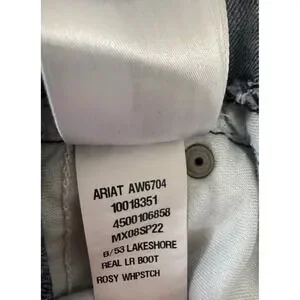 ARIAT AW6704
10018351
4500106858
MX08SP22
B/53 LAKESHORE
REAL LR BOOT
ROSY WHPSTCH